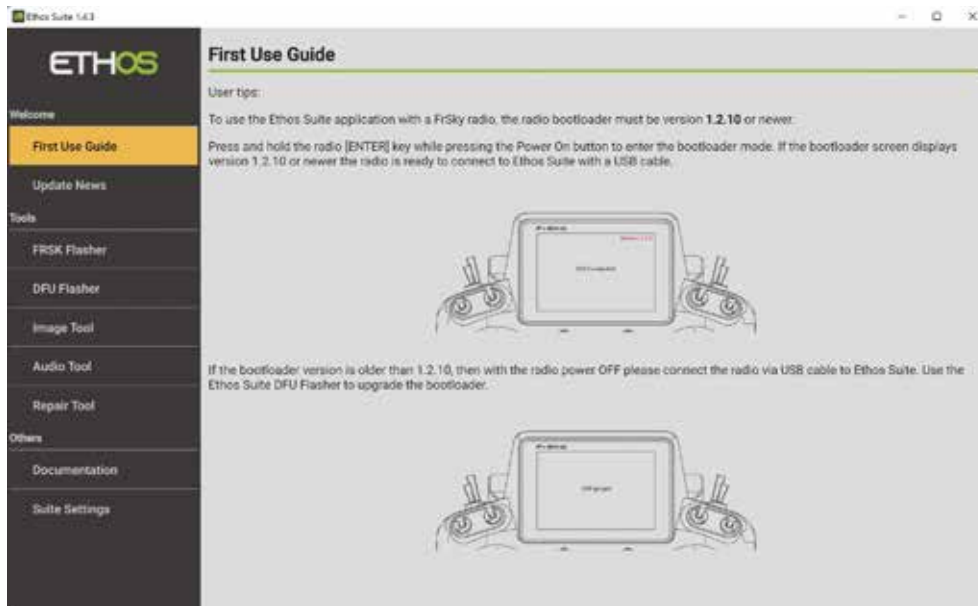 Ethos Suite 1.4.3
ETHOS
First Use Guide
User tips:
Welcome
To use the Ethos Suite application with a FrSky radio, the radio bootloader must be version 1.2.10 or newer.
First Use Guide
Press and hold the radio [ENTER] key while pressing the Power On button to enter the bootloader mode. If the bootloader screen displays
version 1.2.10 or newer the radio is ready to connect to Ethos Suite with a USB cable.
Update News
Tools
FRSK Flasher
DFU Flasher
Image Tool
Audio Tool
If the bootloader version is older than 1.2.10, then with the radio power OFF please connect the radio via USB cable to Ethos Suite. Use the
Ethos Suite DFU Flasher to upgrade the bootloader.
Repair Tool
Others
Documentation
Suite Settings